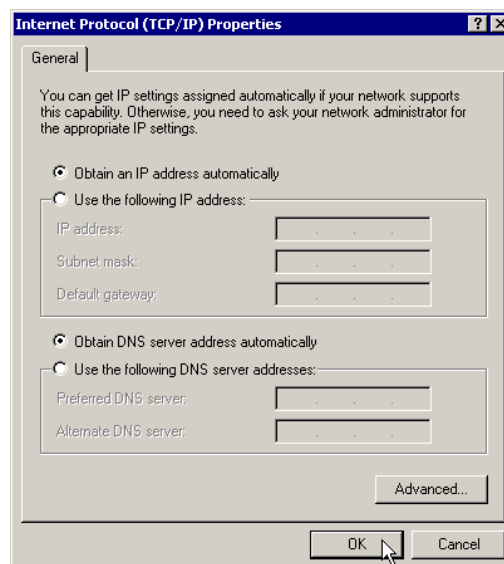 Internet Protocol (TCP/IP) Properties
General
You can get IP settings assigned automatically if your network supports
this capability. Otherwise, you need to ask your network administrator for
the appropriate IP settings.
Obtain an IP address automatically
Use the following IP address:
IP address:
Subnet mask:
Default gateway:
Obtain DNS server address automatically
Use the following DNS server addresses:
Preferred DNS server:
Alternate DNS server:
Advanced...
OK
Cancel